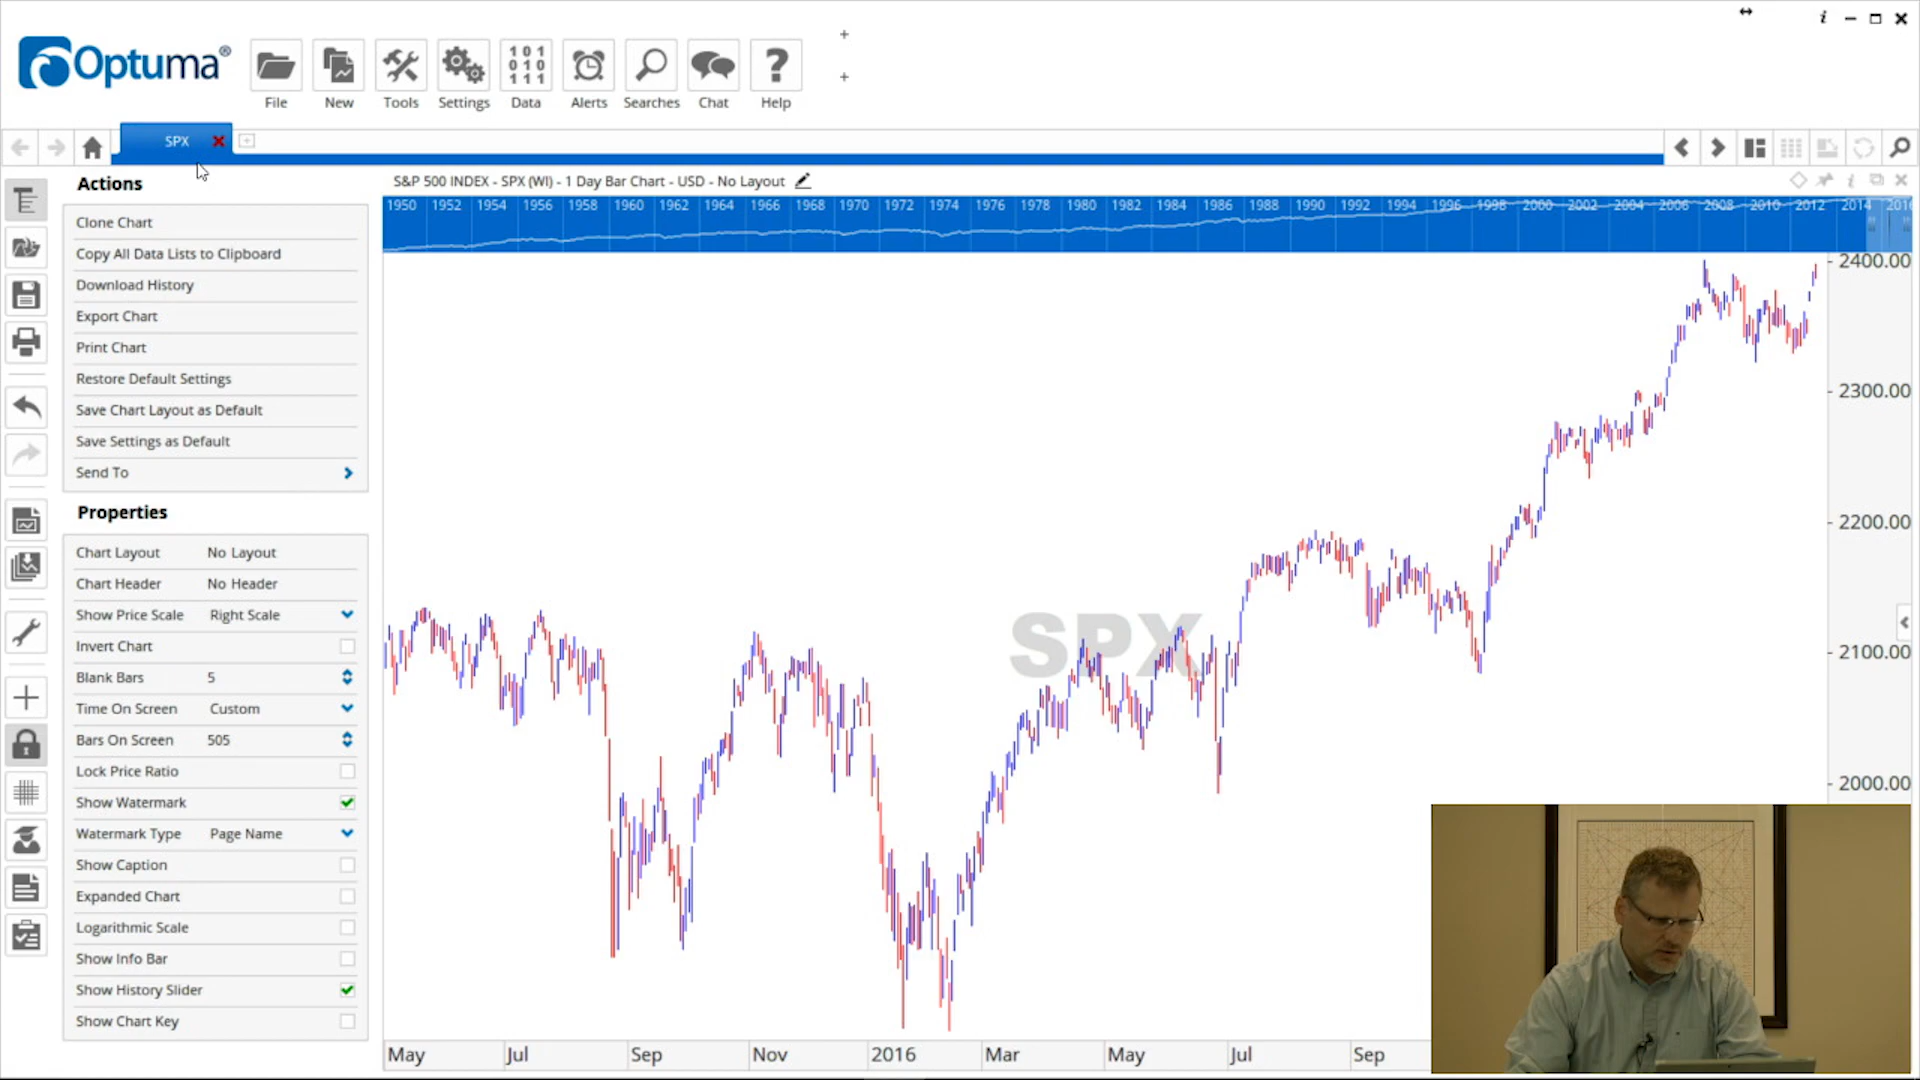 Optuma®
File
New
Tools
Settings
Data
Alerts
Searches
Chat
Help
SPX
Actions
Clone Chart
Copy All Data Lists to Clipboard
Download History
Export Chart
Print Chart
Restore Default Settings
Save Chart Layout as Default
Save Settings as Default
Send To
Properties
Chart Layout No Layout
Chart Header No Header
Show Price Scale Right Scale
Invert Chart
Blank Bars 5
Time On Screen Custom
Bars On Screen 505
Lock Price Ratio
Show Watermark
Watermark Type Page Name
Show Caption
Expanded Chart
Logarithmic Scale
Show Info Bar
Show History Slider
Show Chart Key
S&P 500 INDEX - SPX (WI) - 1 Day Bar Chart - USD - No Layout
1950 1952 1954 1956 1958 1960 1962 1964 1966 1968 1970 1972 1974 1976 1978 1980 1982 1984 1986 1988 1990 1992 1994 1996 1998 2000 2002 2004 2006 2008 2010 2012 2014 2016
2400.00
2300.00
2200.00
2100.00
2000.00
SPX
May Jul Sep Nov 2016 Mar May Jul Sep